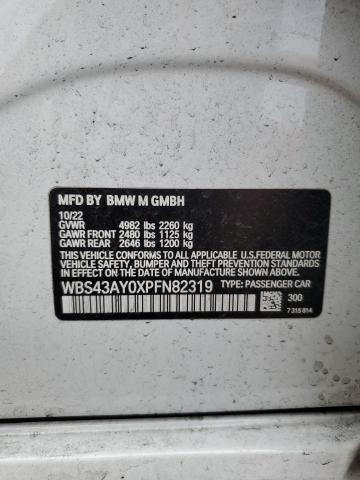 MFD BY BMW M GMBH
10/22
GVWR 4982 lbs 2260 kg
GAWR FRONT 2480 lbs 1125 kg
GAWR REAR 2646 lbs 1200 kg
THIS VEHICLE CONFORMS TO ALL APPLICABLE
U.S.FEDERAL MOTOR
VEHICLE SAFETY, BUMPER, AND THEFT PREVENTION
STANDARDS IN EFFECT ON THE DATE OF
MANUFACTURE SHOWN ABOVE.
WBS43AY0XPFN82319 TYPE: PASSENGER CAR
300
7 315 814